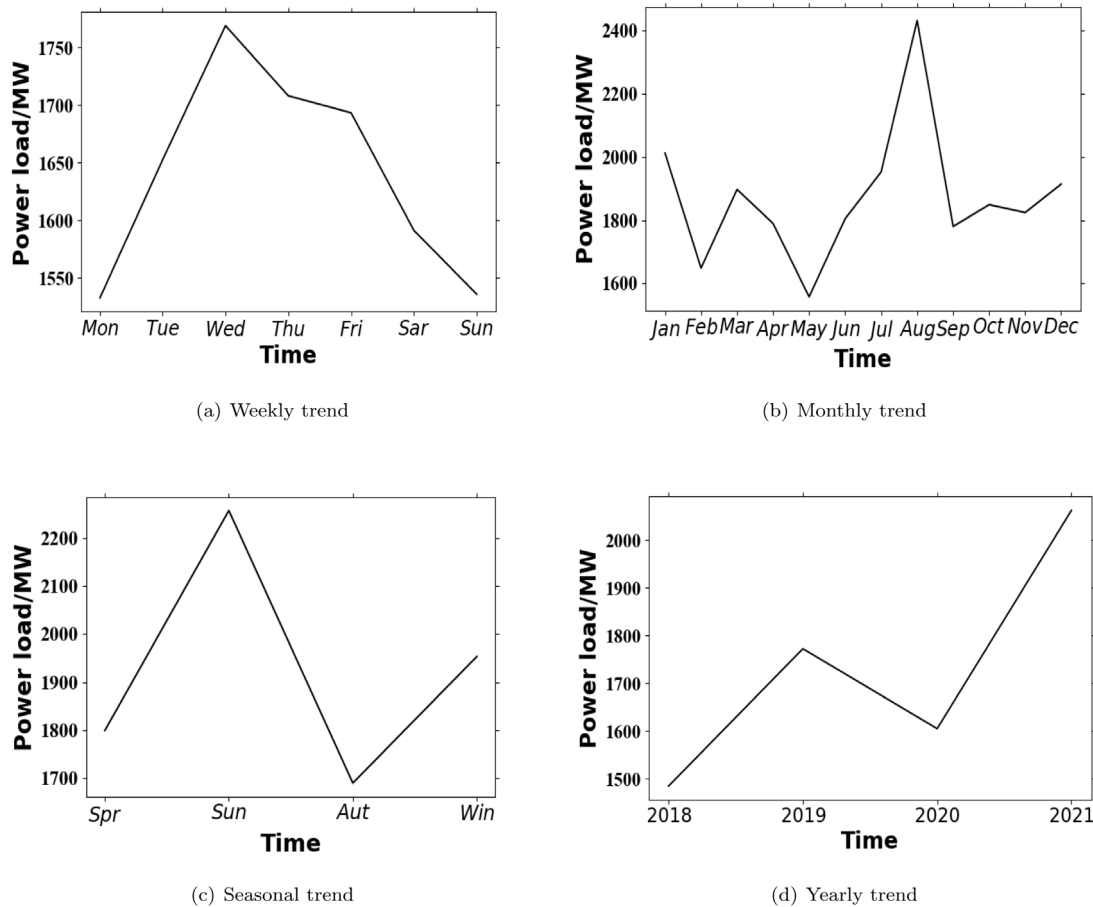 Power load/MW
1750
1700
1650
1600
1550
Mon Tue Wed Thu Fri Sar Sun
Time
(a) Weekly trend
Power load/MW
2400
2200
2000
1800
1600
Jan Feb Mar Apr May Jun Jul Aug Sep Oct Nov Dec
Time
(b) Monthly trend
Power load/MW
2200
2100
2000
1900
1800
1700
Spr Sun Aut Win
Time
(c) Seasonal trend
Power load/MW
2000
1900
1800
1700
1600
1500
2018 2019 2020 2021
Time
(d) Yearly trend